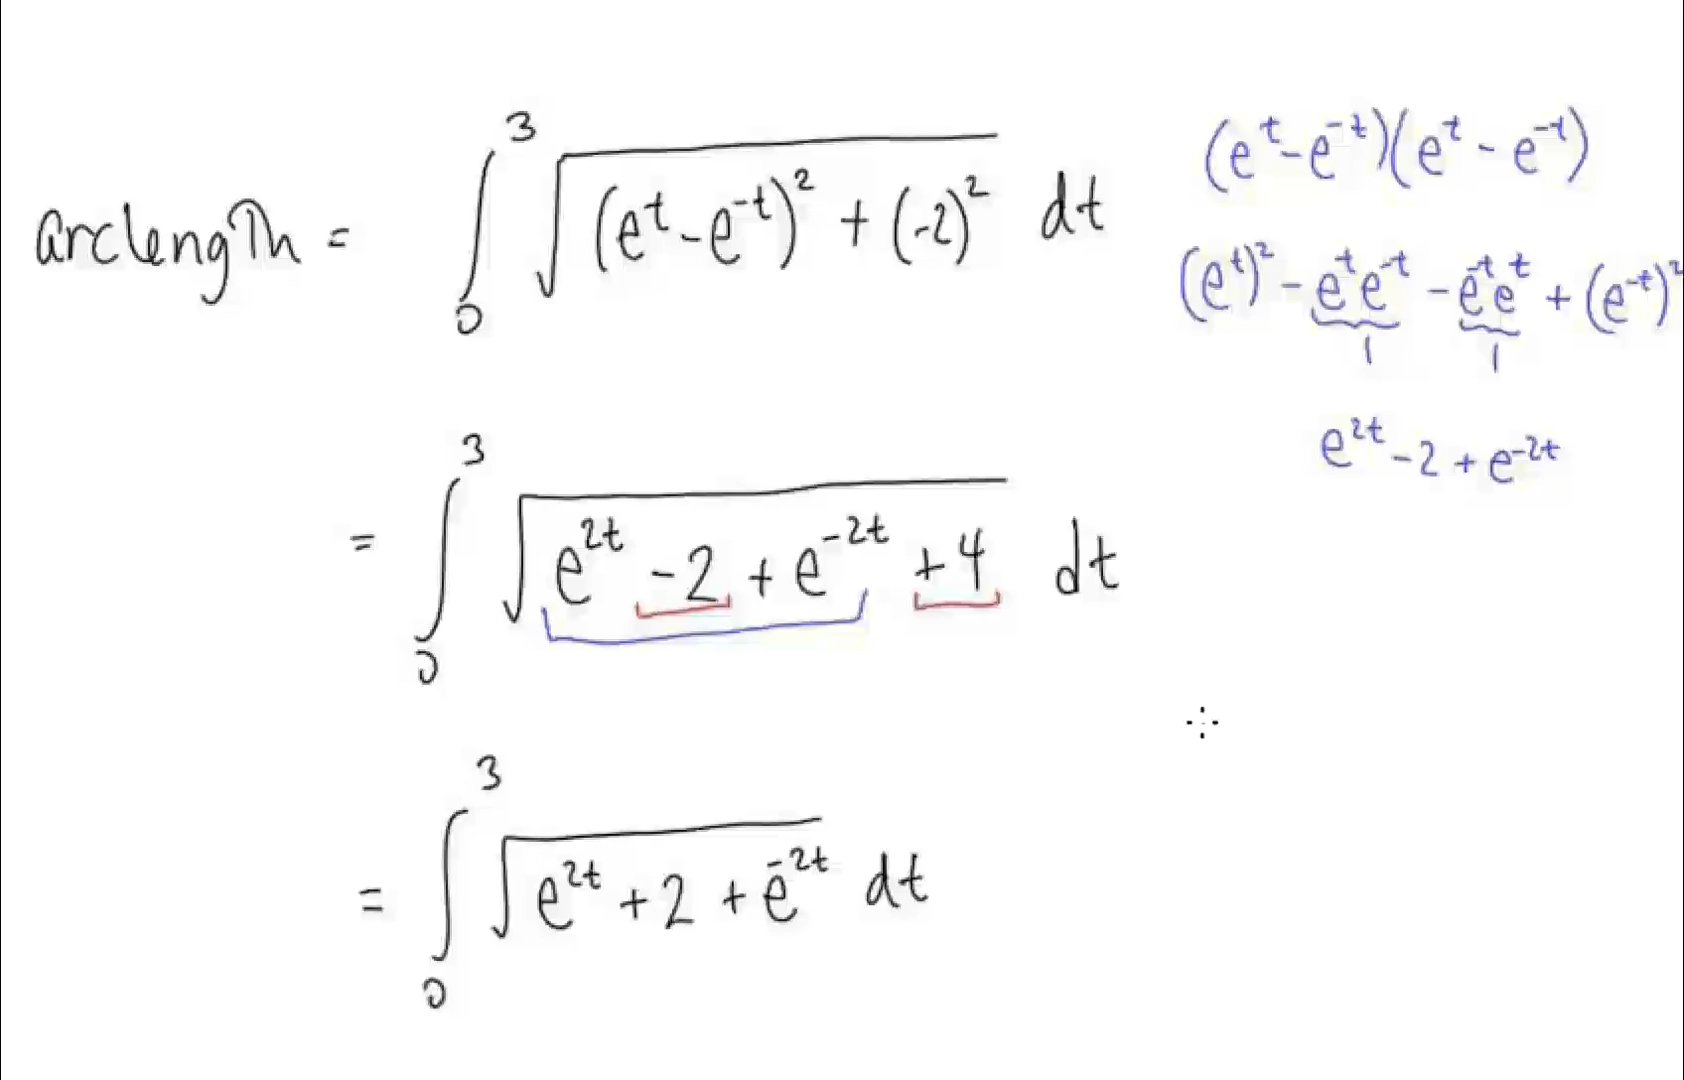 arclength = ∫₀³ √((e^t - e^-t)² + (-2)²) dt
= ∫₀³ √(e^2t - 2 + e^-2t + 4) dt
= ∫₀³ √(e^2t + 2 + e^-2t) dt
(e^t - e^-t)(e^t - e^-t)
(e^t)² - e^t e^-t - e^-t e^t + (e^-t)²
1 1
e^2t - 2 + e^-2t